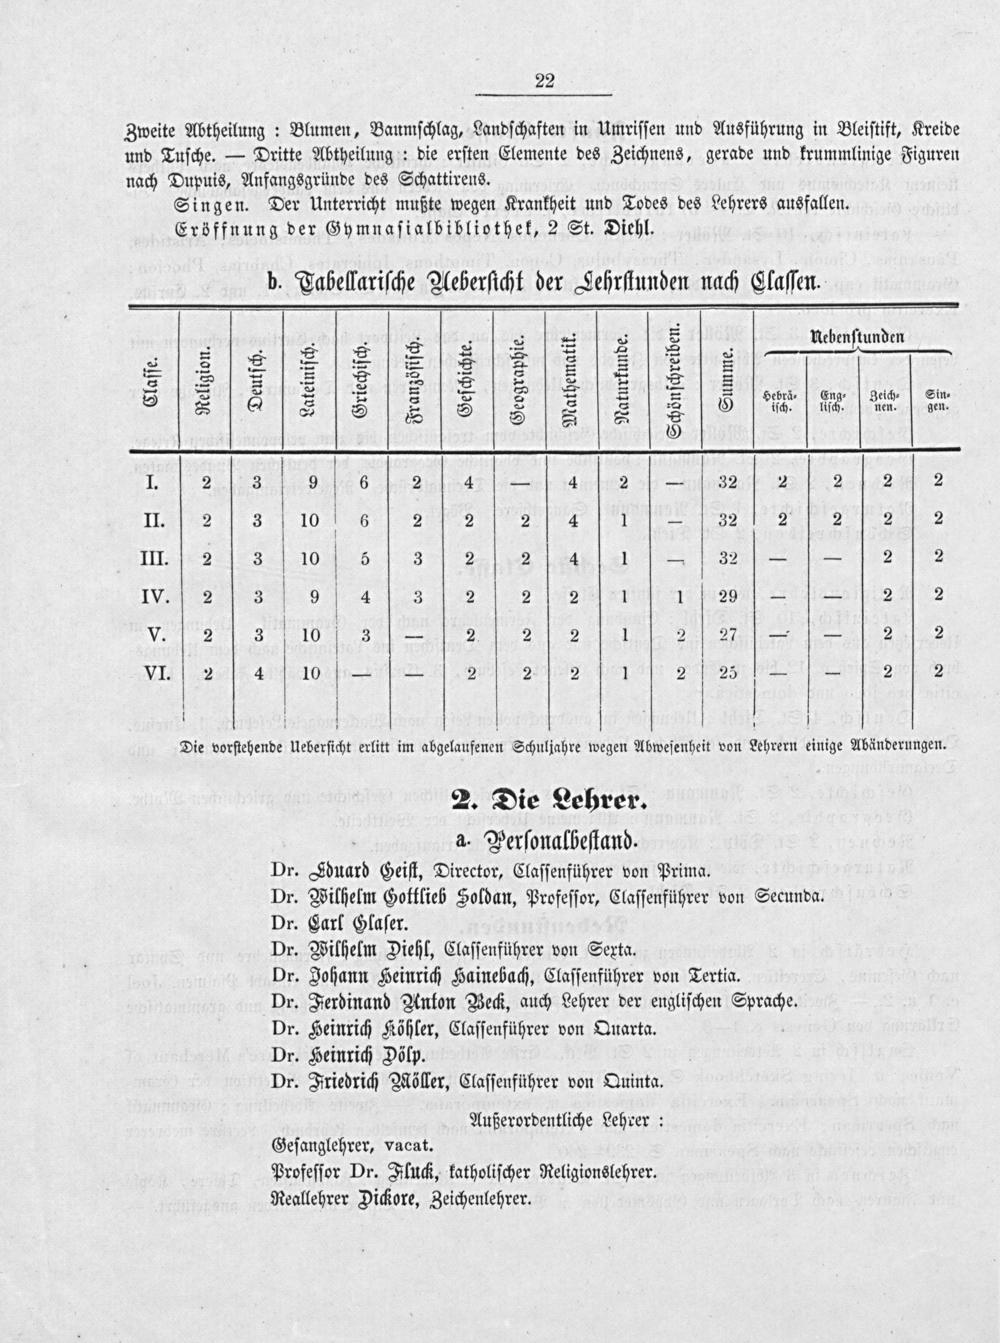 22
Zweite Abtheilung : Blumen, Baumschlag, Landschaften in Umrissen und Ausführung in Bleistift, Kreide
und Tusche. — Dritte Abtheilung : die ersten Elemente des Zeichnens, gerade und krummlinige Figuren
nach Dupuis, Anfangsgründe des Schattirens.
Singen. Der Unterricht mußte wegen Krankheit und Todes des Lehrers ausfallen.
Eröffnung der Gymnasialbibliothek, 2 St. Diehl.
b. Tabellarische Uebersicht der Lehrstunden nach Classen.
Classe. Religion. Deutsch. Lateinisch. Griechisch Französisch. Geschichte. Geographie. Mathematik. Naturkunde. Schönschreiben. Summe. Nebenstunden
Hebrä- Eng- Zeich- Sin-
isch. lisch. nen. gen.
I. 2 3 9 6 2 4 — 4 2 — 32 2 2 2 2
II. 2 3 10 6 2 2 2 4 1 — 32 2 2 2 2
III. 2 3 10 5 3 2 2 4 1 — 32 — — 2 2
IV. 2 3 9 4 3 2 2 2 1 1 29 — — 2 2
V. 2 3 10 3 — 2 2 2 1 2 27 — — 2 2
VI. 2 4 10 — — 2 2 2 1 2 25 — — 2 2
Die vorstehende Uebersicht erlitt im abgelaufenen Schuljahre wegen Abwesenheit von Lehrern einige Abänderungen.
2. Die Lehrer.
a. Personalbestand.
Dr. Eduard Geist, Director, Classenführer von Prima.
Dr. Wilhelm Gottlieb Soldan, Professor, Classenführer von Secunda.
Dr. Carl Glaser.
Dr. Wilhelm Diehl, Classenführer von Sexta.
Dr. Johann Heinrich Hainebach, Classenführer von Tertia.
Dr. Ferdinand Anton Beck, auch Lehrer der englischen Sprache.
Dr. Heinrich Köhler, Classenführer von Quarta.
Dr. Heinrich Dölp.
Dr. Friedrich Möller, Classenführer von Quinta.
Außerordentliche Lehrer :
Gesanglehrer, vacat.
Professor Dr. Fluck, katholischer Religionslehrer.
Reallehrer Dickore, Zeichenlehrer.